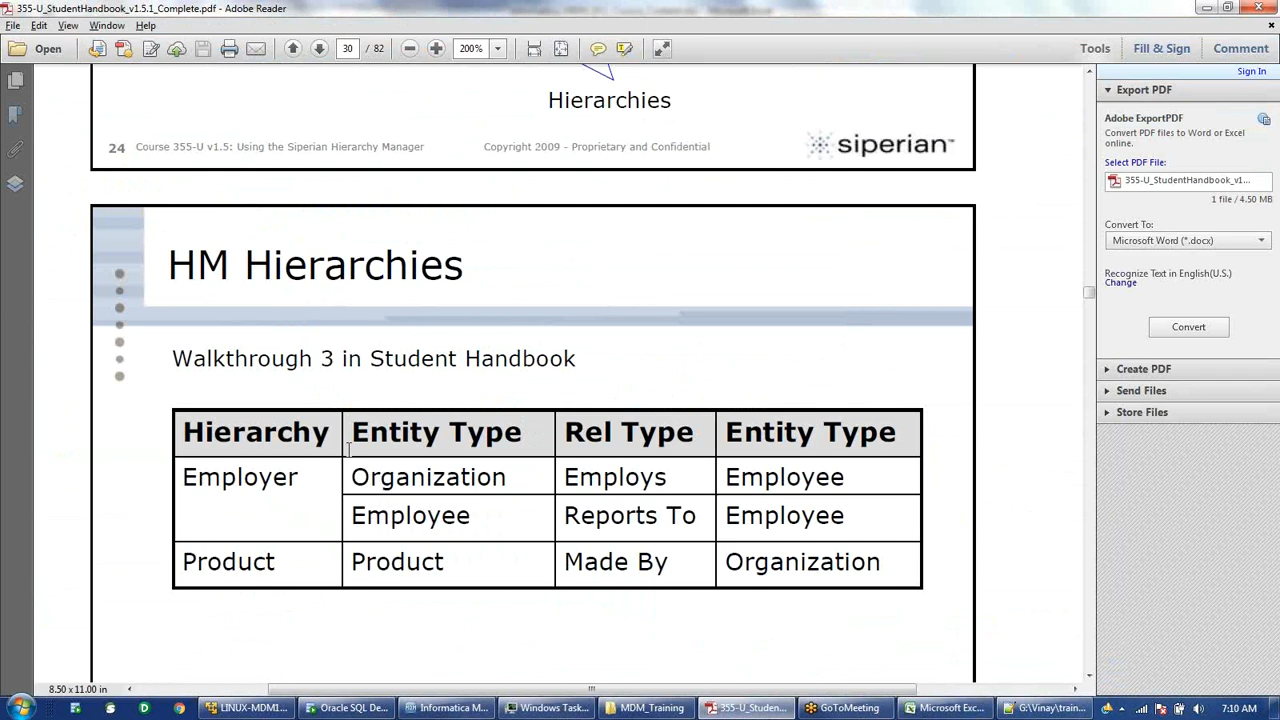 355-U_StudentHandbook_v1.5.1_Complete.pdf - Adobe Reader
File Edit View Window Help
Open 30 / 82 200% Tools Fill & Sign Comment
Sign In
Export PDF
Adobe ExportPDF
Convert PDF files to Word or Excel
online.
Select PDF File:
355-U_StudentHandbook_v1...
1 file / 4.50 MB
Convert To:
Microsoft Word (*.docx)
Recognize Text in English(U.S.)
Change
Convert
Create PDF
Send Files
Store Files
Hierarchies
24 Course 355-U v1.5: Using the Siperian Hierarchy Manager Copyright 2009 - Proprietary and Confidential siperian™
HM Hierarchies
Walkthrough 3 in Student Handbook
Hierarchy Entity Type Rel Type Entity Type
Employer Organization Employs Employee
Employee Reports To Employee
Product Product Made By Organization
8.50 x 11.00 in
LINUX-MDM1... Oracle SQL De... Informatica M... Windows Task... MDM_Training 355-U_Studen... GoToMeeting Microsoft Exc... G:\Vinay\train... 7:10 AM